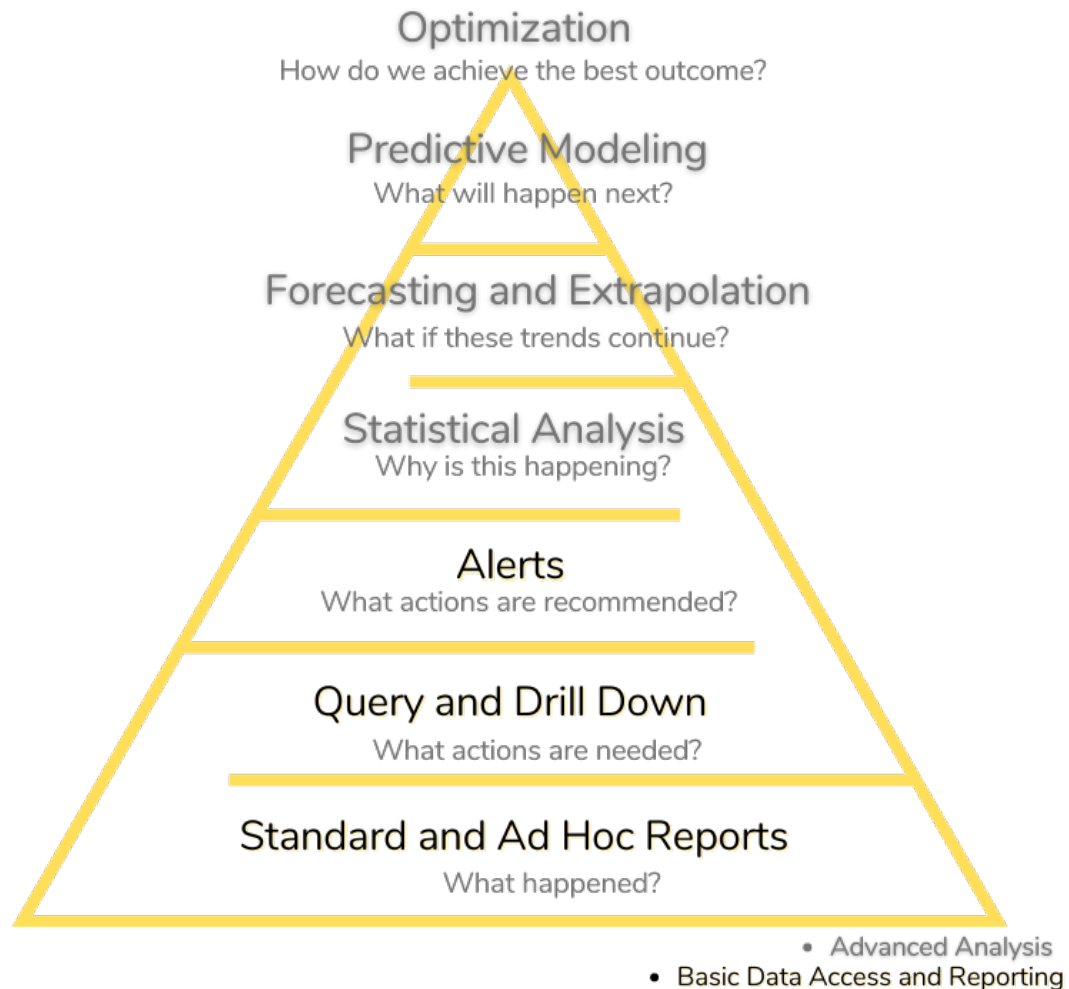 Optimization
How do we achieve the best outcome?
Predictive Modeling
What will happen next?
Forecasting and Extrapolation
What if these trends continue?
Statistical Analysis
Why is this happening?
Alerts
What actions are recommended?
Query and Drill Down
What actions are needed?
Standard and Ad Hoc Reports
What happened?
• Advanced Analysis
• Basic Data Access and Reporting